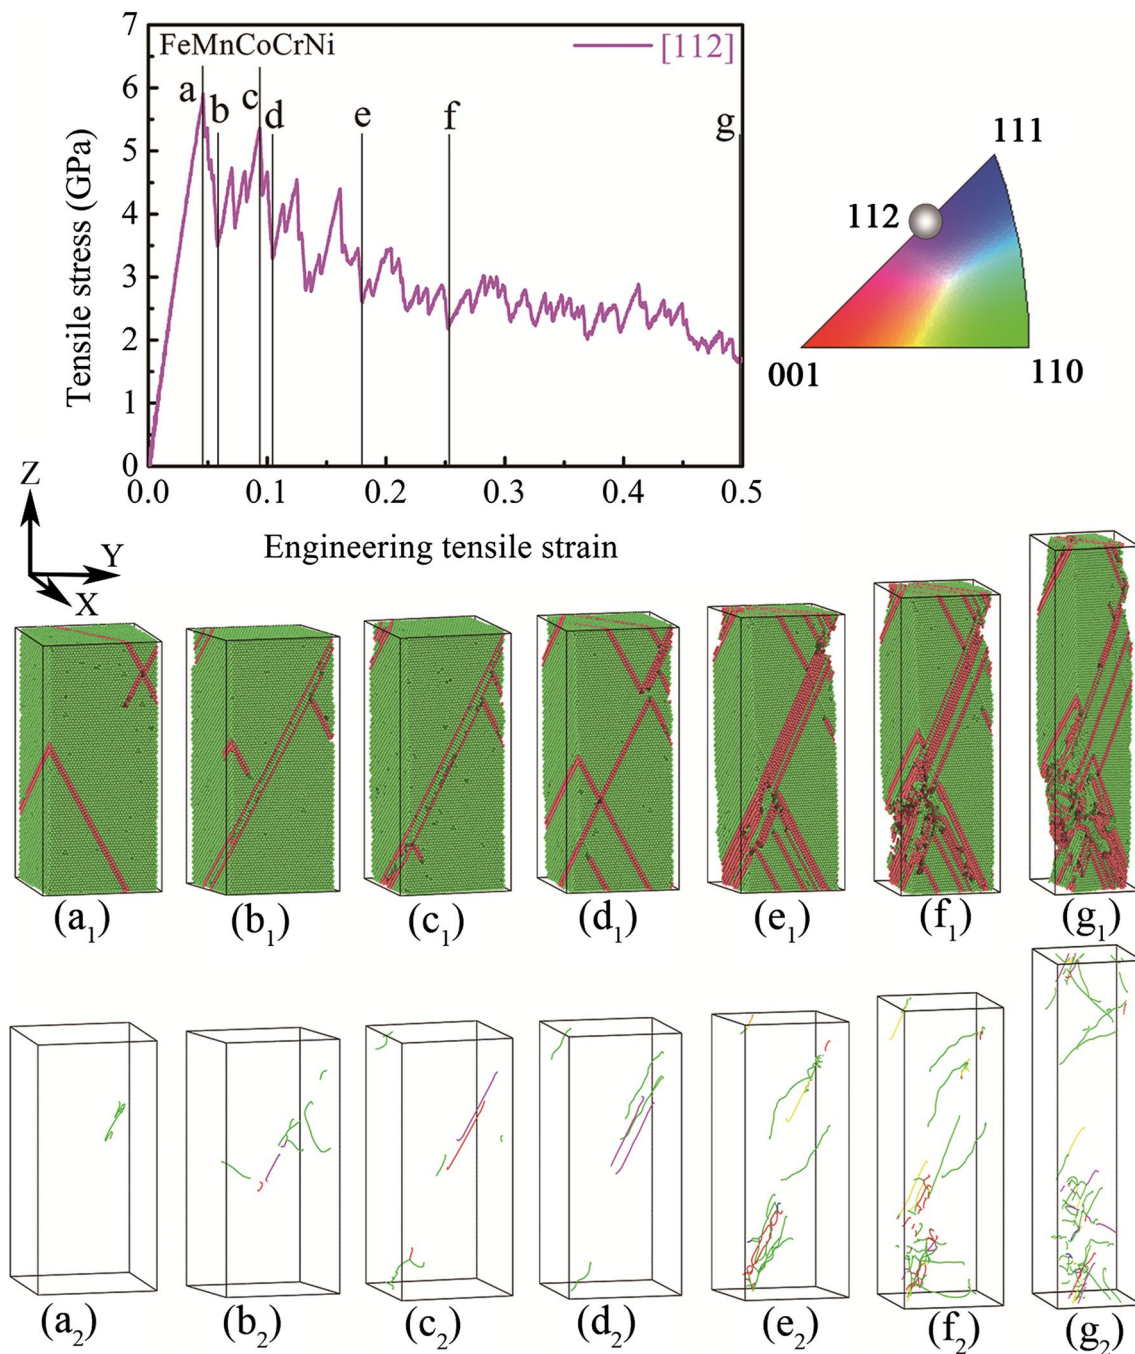 7
6
5
4
3
2
1
0
Tensile stress (GPa)
FeMnCoCrNi
[112]
a
b
c
d
e
f
g
0.0 0.1 0.2 0.3 0.4 0.5
Engineering tensile strain
111
112
001
110
Z
Y
X
(a₁) (b₁) (c₁) (d₁) (e₁) (f₁) (g₁)
(a₂) (b₂) (c₂) (d₂) (e₂) (f₂) (g₂)